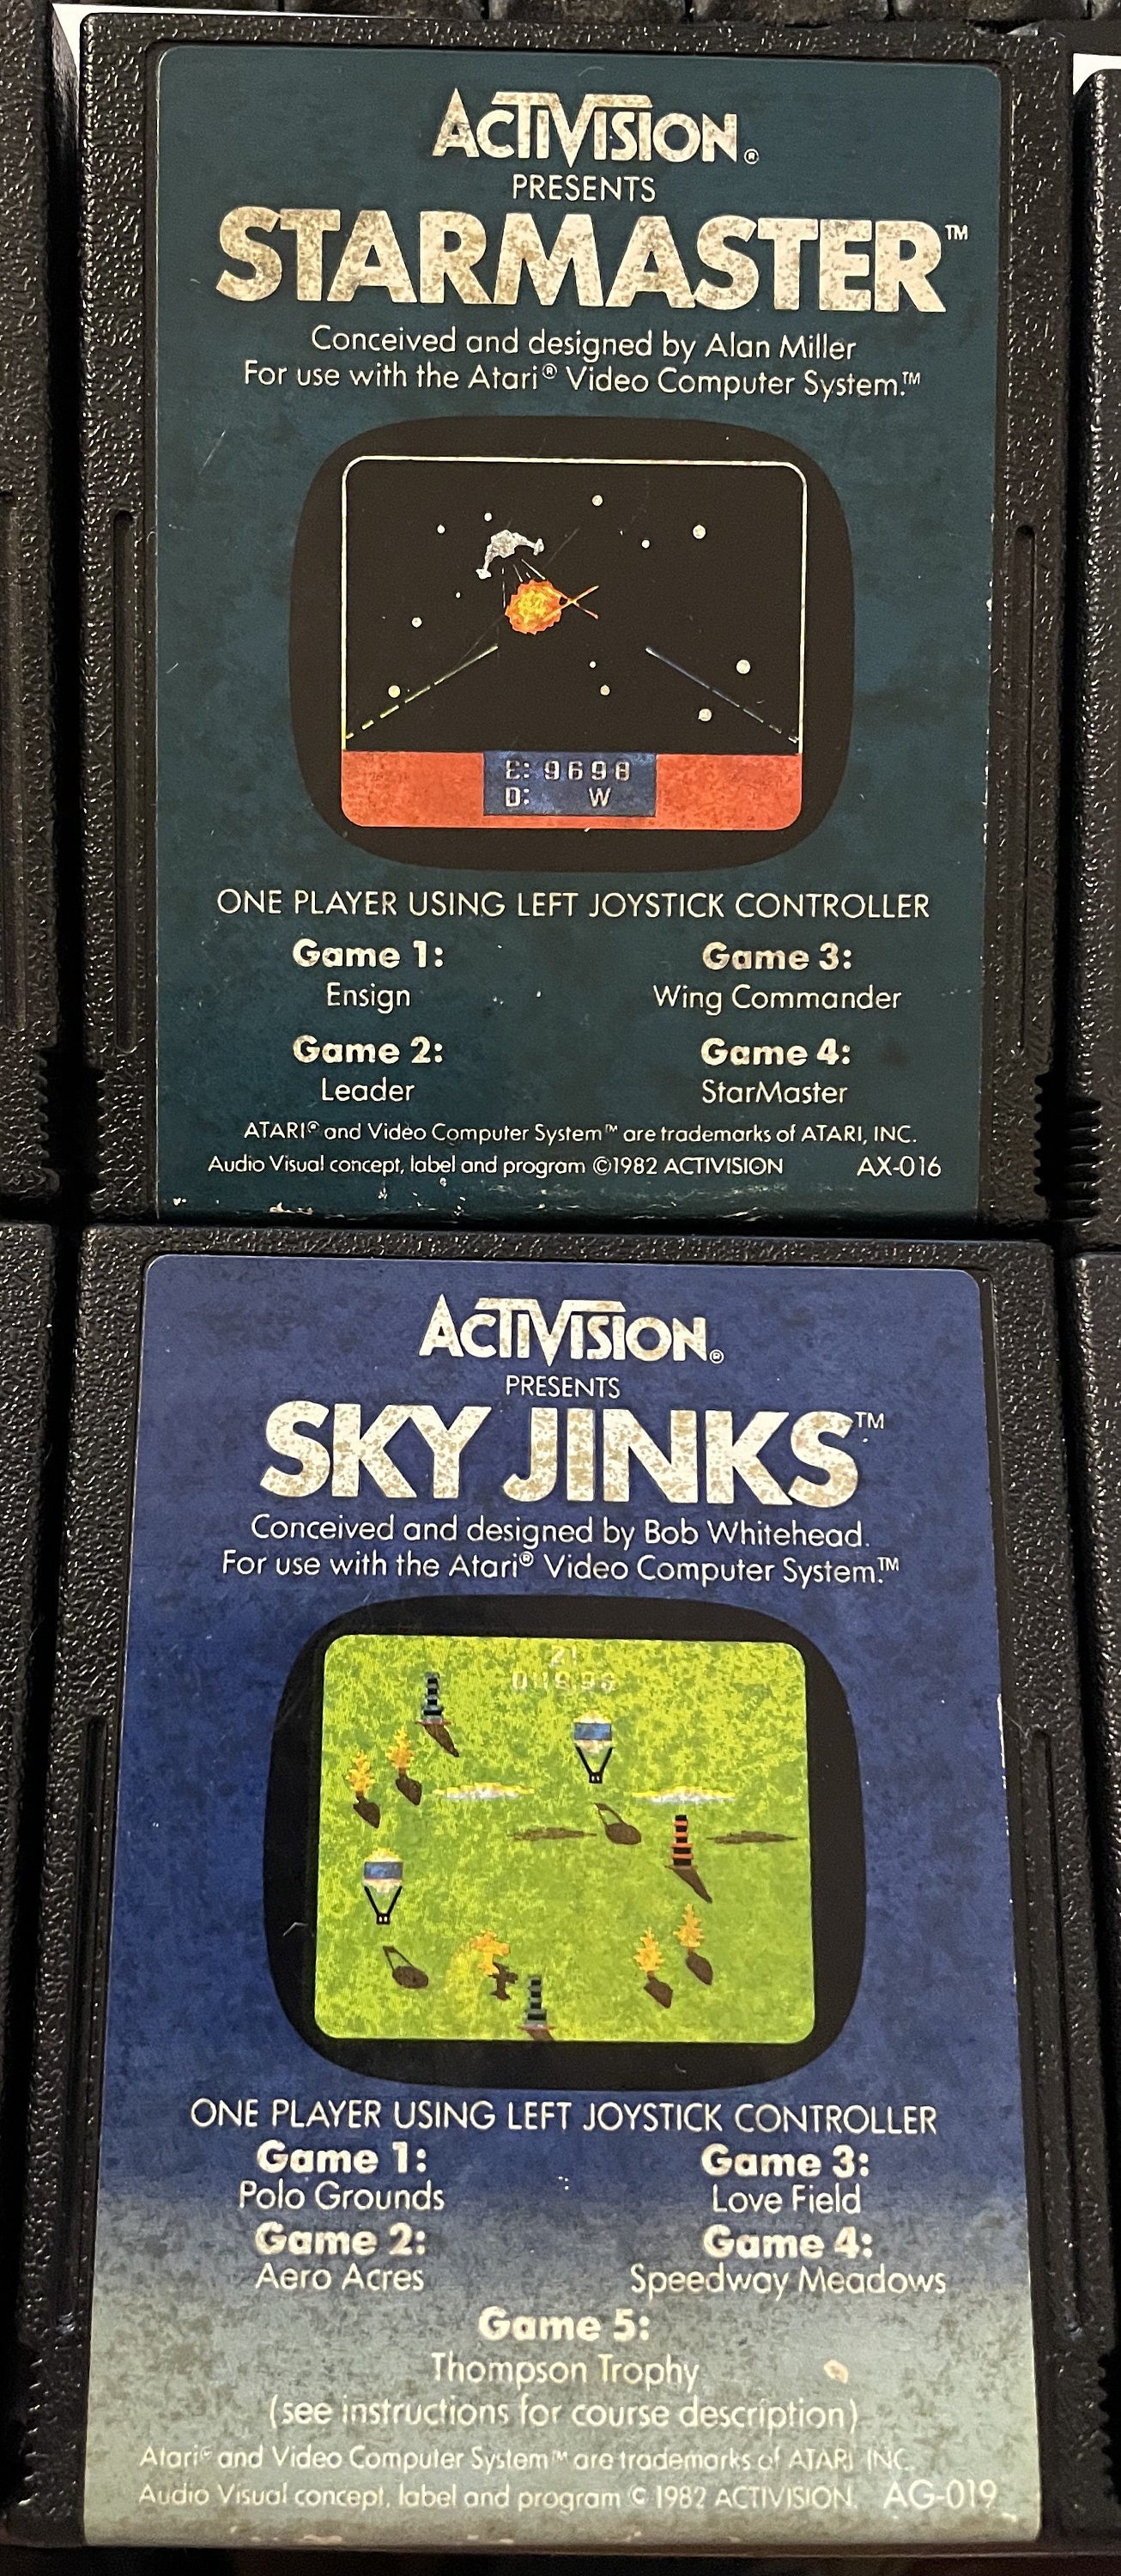 ACTIVISION®
PRESENTS
STARMASTER™
Conceived and designed by Alan Miller
For use with the Atari® Video Computer System.™
E: 9698
D: W
ONE PLAYER USING LEFT JOYSTICK CONTROLLER
Game 1: Game 3:
Ensign Wing Commander
Game 2: Game 4:
Leader StarMaster
ATARI® and Video Computer System™ are trademarks of ATARI, INC.
Audio Visual concept, label and program ©1982 ACTIVISION AX-016
ACTIVISION®
PRESENTS
SKY JINKS™
Conceived and designed by Bob Whitehead.
For use with the Atari® Video Computer System.™
21
ONE PLAYER USING LEFT JOYSTICK CONTROLLER
Game 1: Game 3:
Polo Grounds Love Field
Game 2: Game 4:
Aero Acres Speedway Meadows
Game 5:
Thompson Trophy
(see instructions for course description)
Atari® and Video Computer System™ are trademarks of ATARI INC.
Audio Visual concept, label and program © 1982 ACTIVISION. AG-019